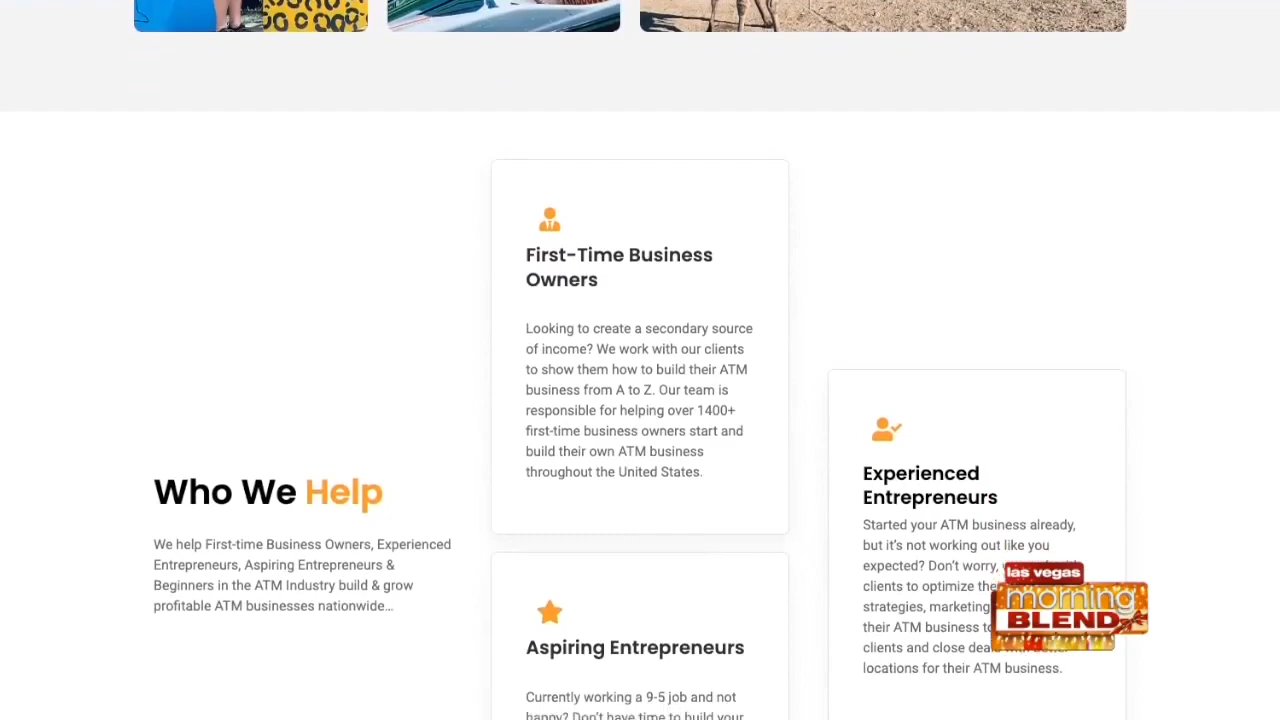 Who We Help
We help First-time Business Owners, Experienced
Entrepreneurs, Aspiring Entrepreneurs &
Beginners in the ATM Industry build & grow
profitable ATM businesses nationwide...
First-Time Business
Owners
Looking to create a secondary source
of income? We work with our clients
to show them how to build their ATM
business from A to Z. Our team is
responsible for helping over 1400+
first-time business owners start and
build their own ATM business
throughout the United States.
Aspiring Entrepreneurs
Currently working a 9-5 job and not
happy? Don't have time to build your
Experienced
Entrepreneurs
Started your ATM business already,
but it's not working out like you
expected? Don't worry,
clients to optimize
strategies, marketing
their ATM business
clients and close
locations for their ATM business.
las vegas
morning
BLEND